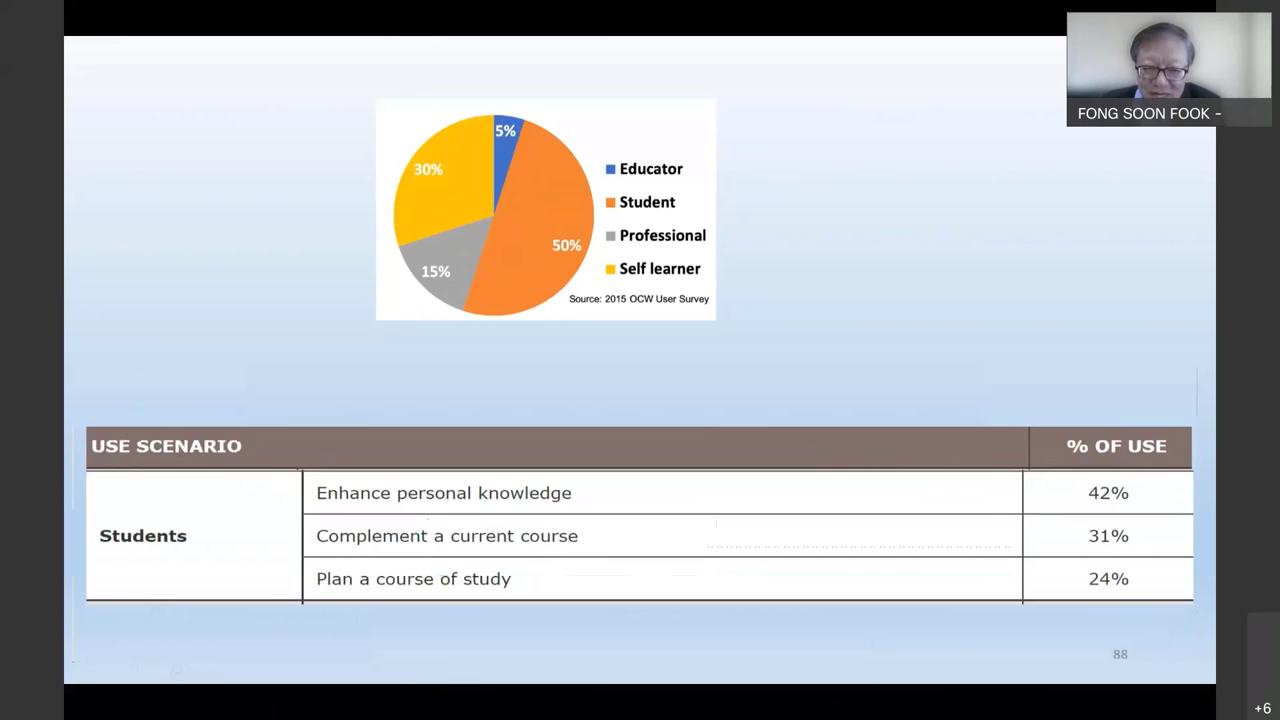 FONG SOON FOOK -
5%
30%
50%
15%
Educator
Student
Professional
Self learner
Source: 2015 OCW User Survey
USE SCENARIO % OF USE
Students
Enhance personal knowledge 42%
Complement a current course 31%
Plan a course of study 24%
88
+6